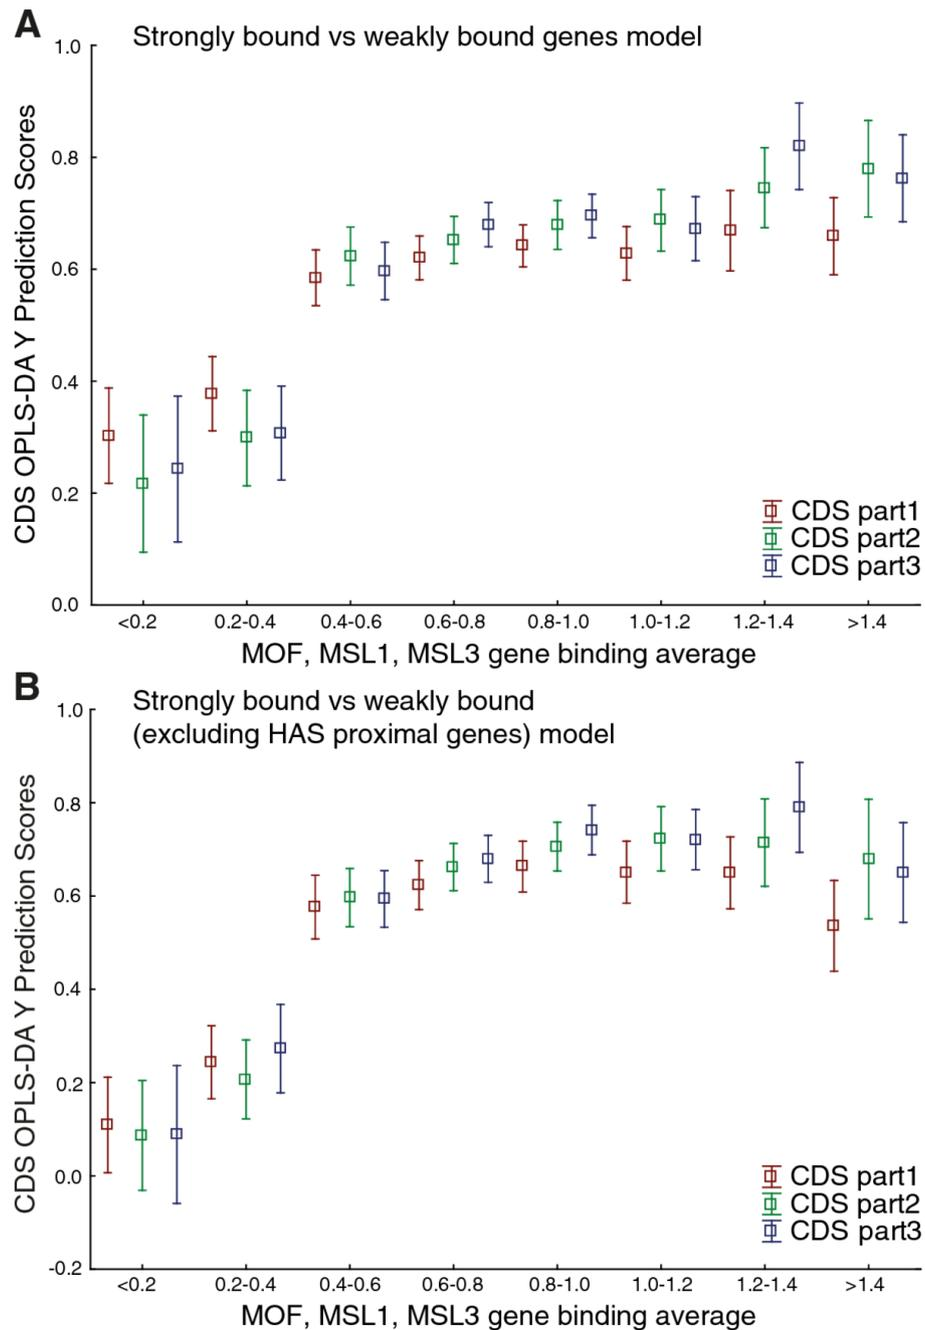 A
Strongly bound vs weakly bound genes model
CDS OPLS-DA Y Prediction Scores
1.0
0.8
0.6
0.4
0.2
0.0
CDS part1
CDS part2
CDS part3
<0.2 0.2-0.4 0.4-0.6 0.6-0.8 0.8-1.0 1.0-1.2 1.2-1.4 >1.4
MOF, MSL1, MSL3 gene binding average
B
Strongly bound vs weakly bound
(excluding HAS proximal genes) model
CDS OPLS-DA Y Prediction Scores
1.0
0.8
0.6
0.4
0.2
0.0
-0.2
CDS part1
CDS part2
CDS part3
<0.2 0.2-0.4 0.4-0.6 0.6-0.8 0.8-1.0 1.0-1.2 1.2-1.4 >1.4
MOF, MSL1, MSL3 gene binding average